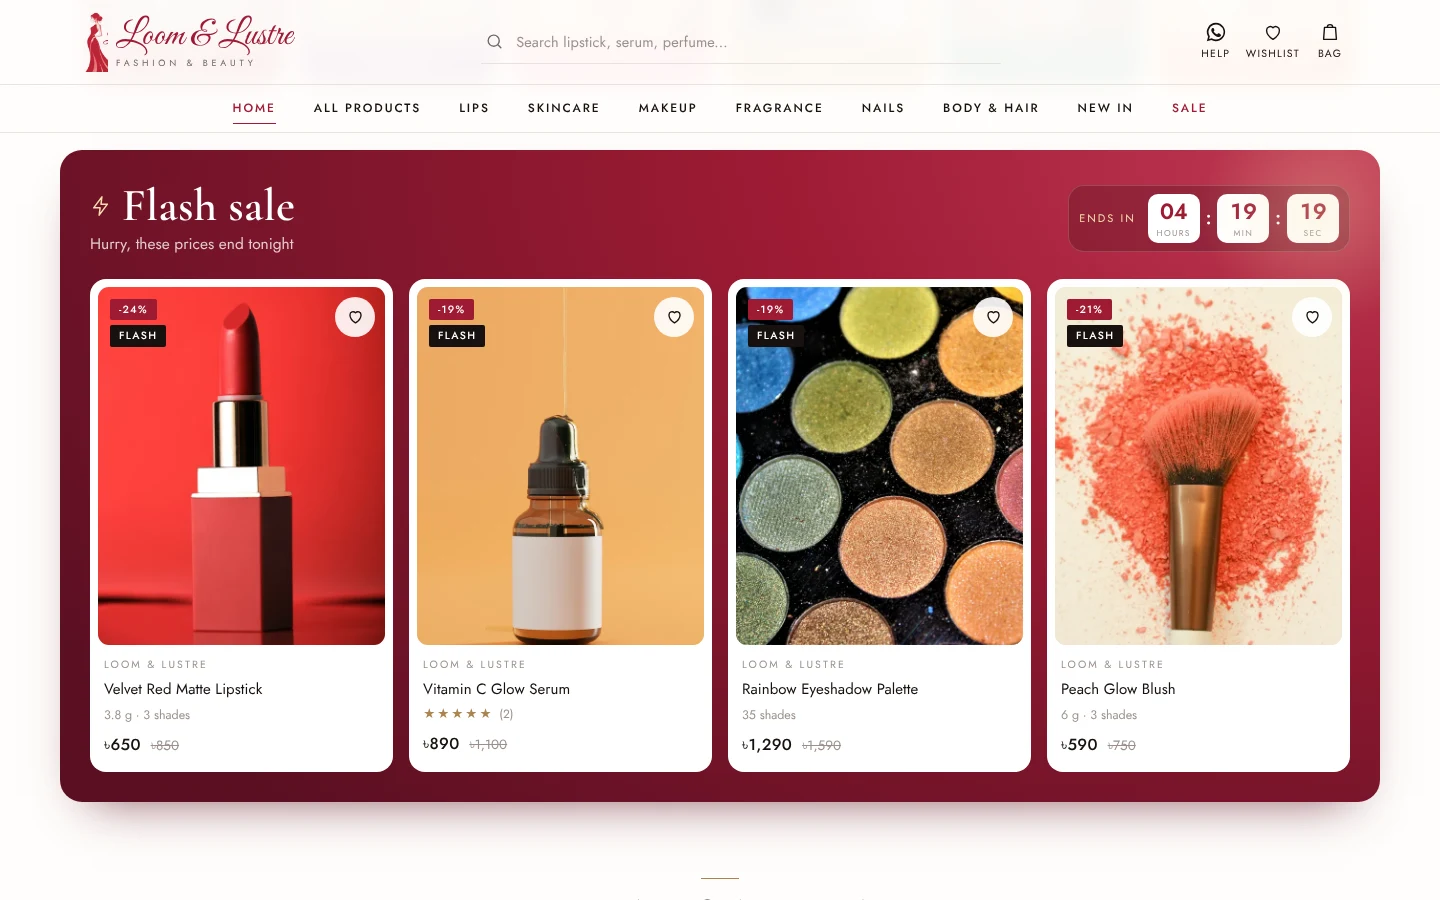 Loom & Lustre
FASHION & BEAUTY
Search lipstick, serum, perfume...
HELP
WISHLIST
BAG
HOME
ALL PRODUCTS
LIPS
SKINCARE
MAKEUP
FRAGRANCE
NAILS
BODY & HAIR
NEW IN
SALE
Flash sale
Hurry, these prices end tonight
ENDS IN
04 : 19 : 19
HOURS MIN SEC
-24%
FLASH
LOOM & LUSTRE
Velvet Red Matte Lipstick
3.8 g · 3 shades
৳650 ৳850
-19%
FLASH
LOOM & LUSTRE
Vitamin C Glow Serum
★★★★★ (2)
৳890 ৳1,100
-19%
FLASH
LOOM & LUSTRE
Rainbow Eyeshadow Palette
35 shades
৳1,290 ৳1,590
-21%
FLASH
LOOM & LUSTRE
Peach Glow Blush
6 g · 3 shades
৳590 ৳750